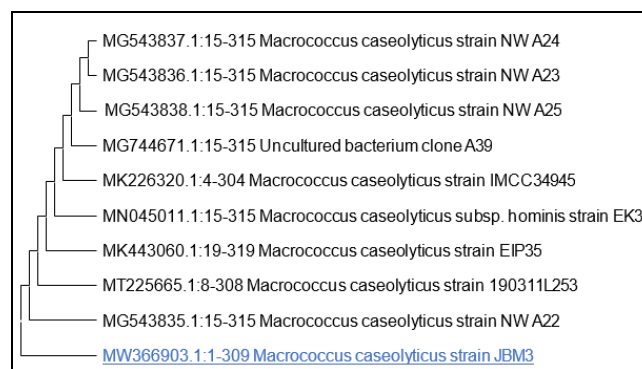 MG543837.1:15-315 Macrococcus caseolyticus strain NW A24
MG543836.1:15-315 Macrococcus caseolyticus strain NW A23
MG543838.1:15-315 Macrococcus caseolyticus strain NW A25
MG744671.1:15-315 Uncultured bacterium clone A39
MK226320.1:4-304 Macrococcus caseolyticus strain IMCC34945
MN045011.1:15-315 Macrococcus caseolyticus subsp. hominis strain EK3
MK443060.1:19-319 Macrococcus caseolyticus strain EIP35
MT225665.1:8-308 Macrococcus caseolyticus strain 190311L253
MG543835.1:15-315 Macrococcus caseolyticus strain NW A22
MW366903.1:1-309 Macrococcus caseolyticus strain JBM3